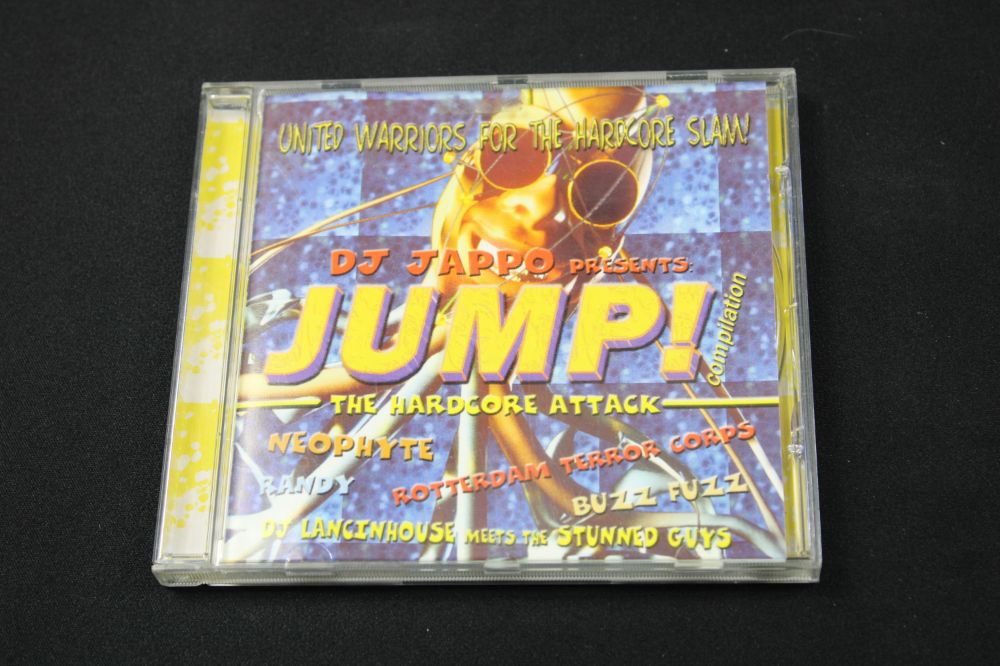 UNITED WARRIORS FOR THE HARDCORE SLAM!
DJ JAPPO PRESENTS:
JUMP!
compilation
THE HARDCORE ATTACK
NEOPHYTE
RANDY
ROTTERDAM TERROR CORPS
BUZZ FUZZ
DJ LANCINHOUSE MEETS THE STUNNED GUYS